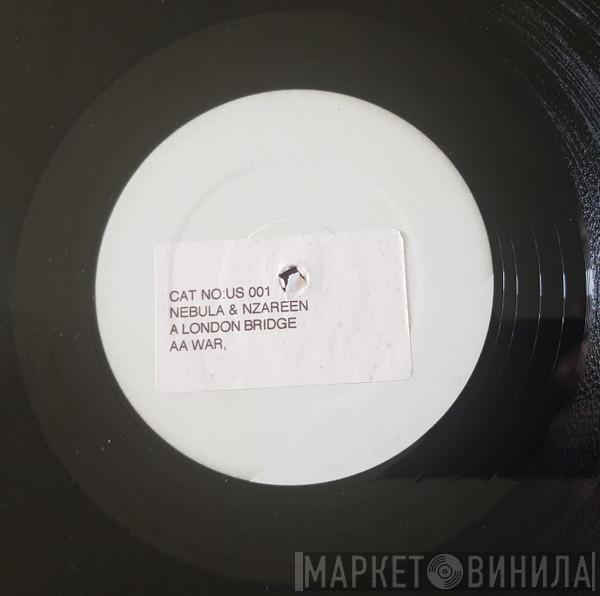 CAT NO:US 001
NEBULA & NZAREEN
A LONDON BRIDGE
AA WAR,
МАРКЕТ ВИНИЛА